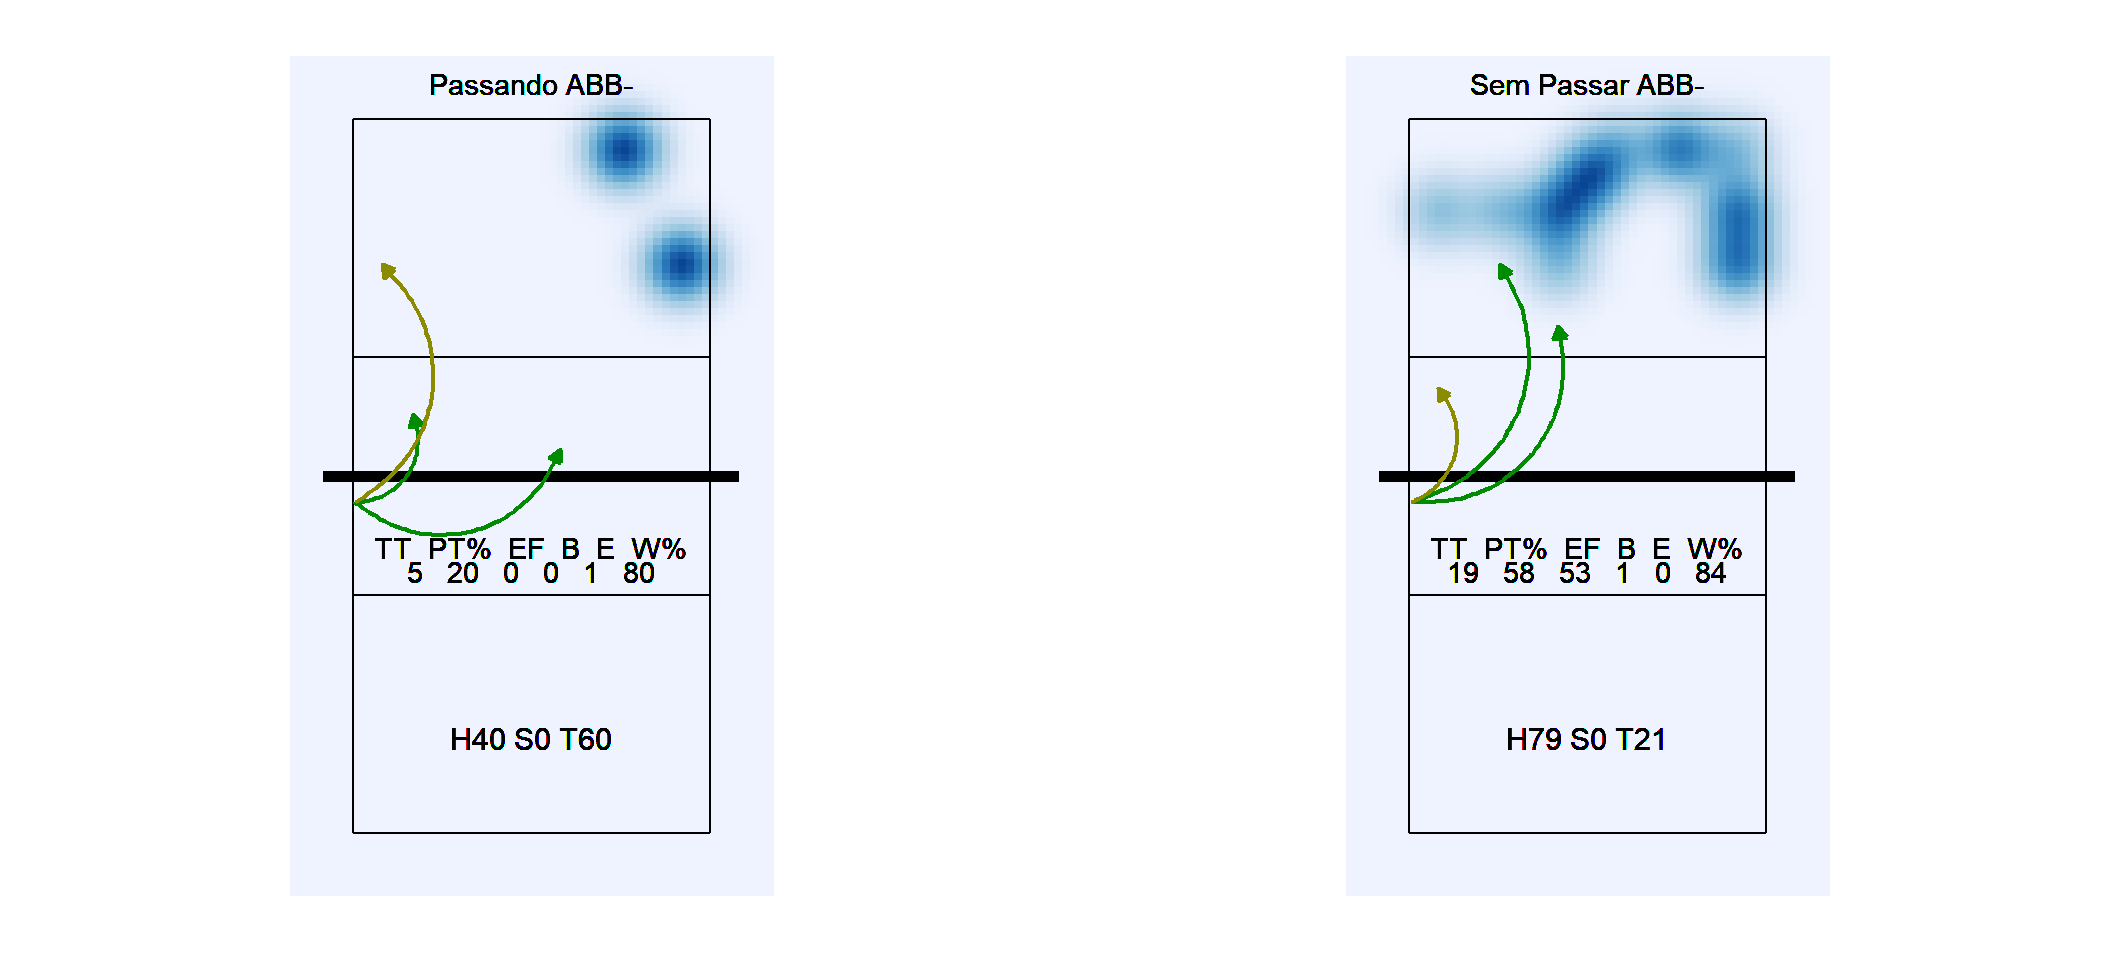 Passando ABB-
TT PT% EF B E W%
5 20 0 0 1 80
H40 S0 T60
Sem Passar ABB-
TT PT% EF B E W%
19 58 53 1 0 84
H79 S0 T21